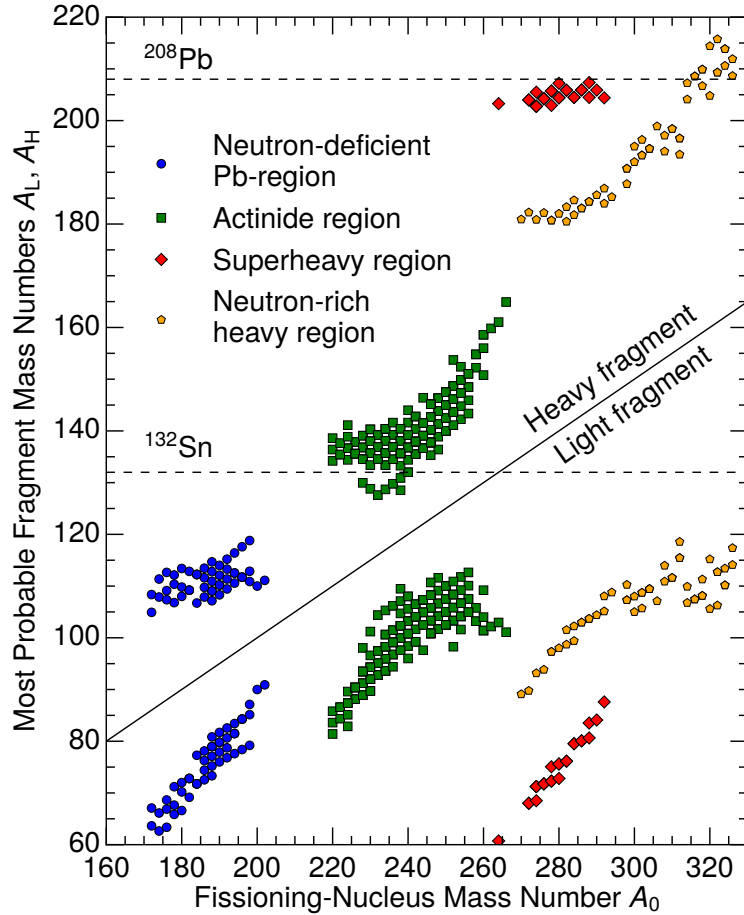 220
200
180
160
140
120
100
80
60
Most Probable Fragment Mass Numbers A_L, A_H
²⁰⁸Pb
Neutron-deficient
Pb-region
Actinide region
Superheavy region
Neutron-rich
heavy region
Heavy fragment
Light fragment
¹³²Sn
160 180 200 220 240 260 280 300 320
Fissioning-Nucleus Mass Number A₀